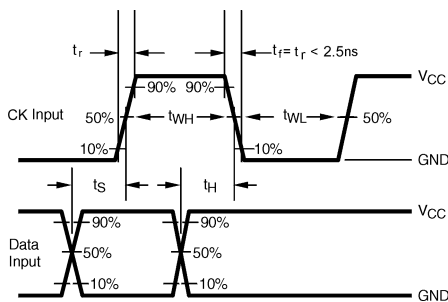 tr
tf = tr < 2.5ns
VCC
90% 90%
CK Input
50%
tWH
tWL
50%
10%
10%
GND
tS
tH
VCC
90%
90%
Data
Input
50%
50%
10%
10%
GND